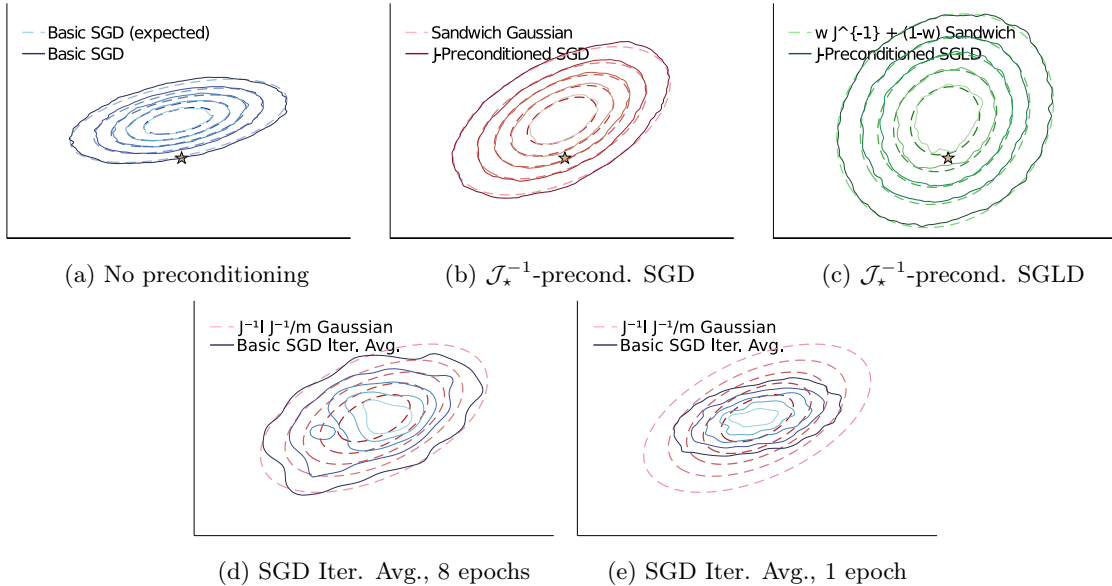 Basic SGD (expected)
Basic SGD
Sandwich Gaussian
J-Preconditioned SGD
w J^{-1} + (1-w) Sandwich
J-Preconditioned SGLD
(a) No preconditioning
(b) 𝒥⋆⁻¹-precond. SGD
(c) 𝒥⋆⁻¹-precond. SGLD
J⁻¹I J⁻¹/m Gaussian
Basic SGD Iter. Avg.
J⁻¹I J⁻¹/m Gaussian
Basic SGD Iter. Avg.
(d) SGD Iter. Avg., 8 epochs
(e) SGD Iter. Avg., 1 epoch